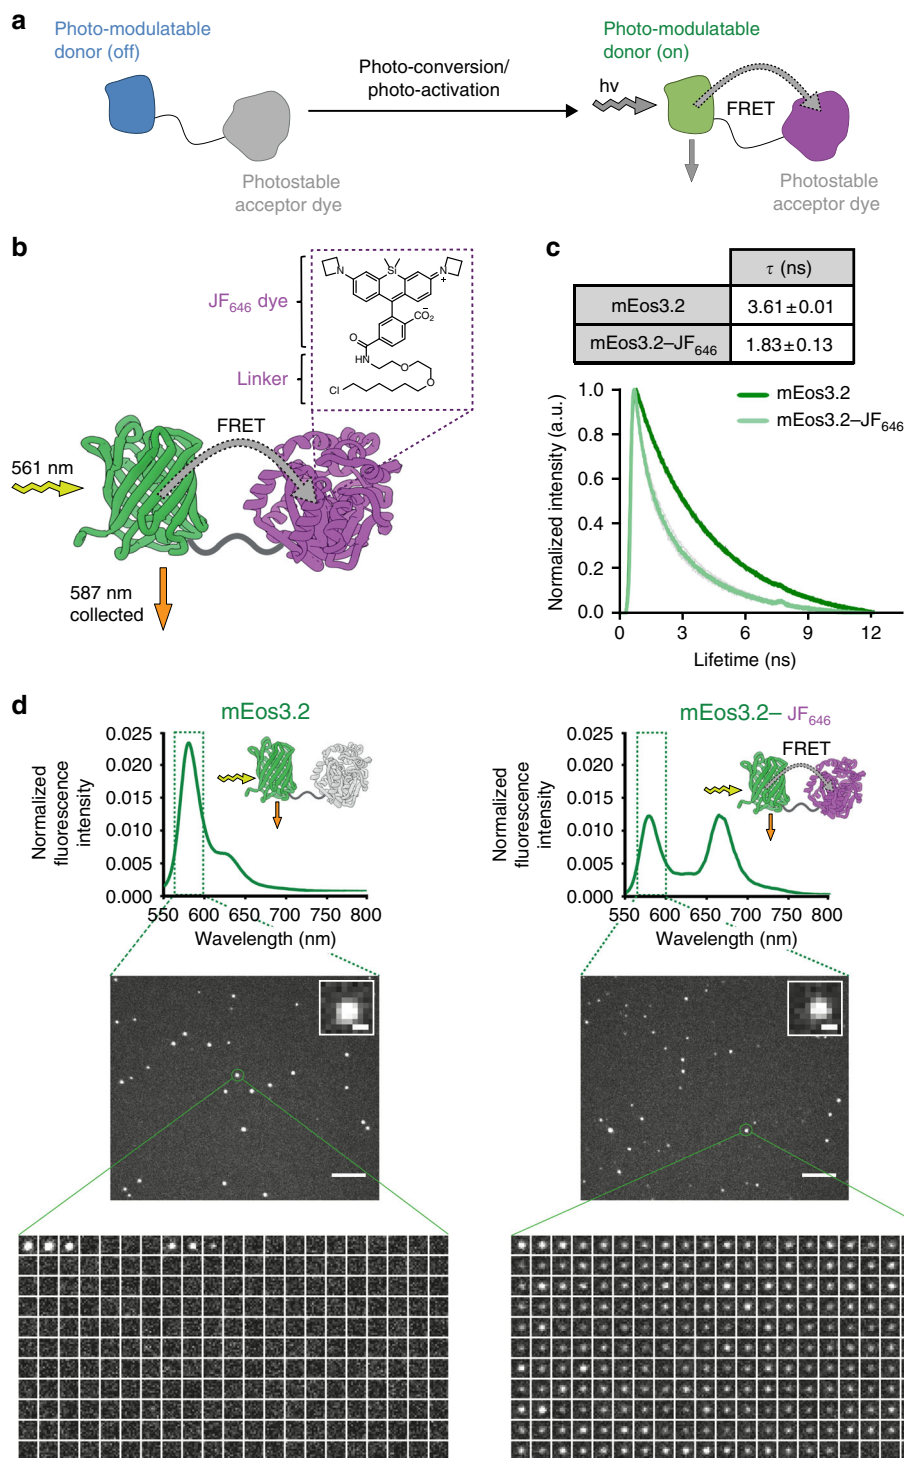 a
Photo-modulatable
donor (off)
Photo-conversion/
photo-activation
Photostable
acceptor dye
Photo-modulatable
donor (on)
hv
FRET
Photostable
acceptor dye
b
JF646 dye
Linker
N
Si
N
+
CO2−
O
HN
O
O
Cl
FRET
561 nm
587 nm
collected
c
τ (ns)
mEos3.2
3.61±0.01
mEos3.2–JF646
1.83±0.13
Normalized intensity (a.u.)
1.0
0.8
0.6
0.4
0.2
0.0
0 3 6 9 12
Lifetime (ns)
mEos3.2
mEos3.2–JF646
d
mEos3.2
Normalized
fluorescence
intensity
0.025
0.020
0.015
0.010
0.005
0.000
550 600 650 700 750 800
Wavelength (nm)
mEos3.2– JF646
FRET
Normalized
fluorescence
intensity
0.025
0.020
0.015
0.010
0.005
0.000
550 600 650 700 750 800
Wavelength (nm)